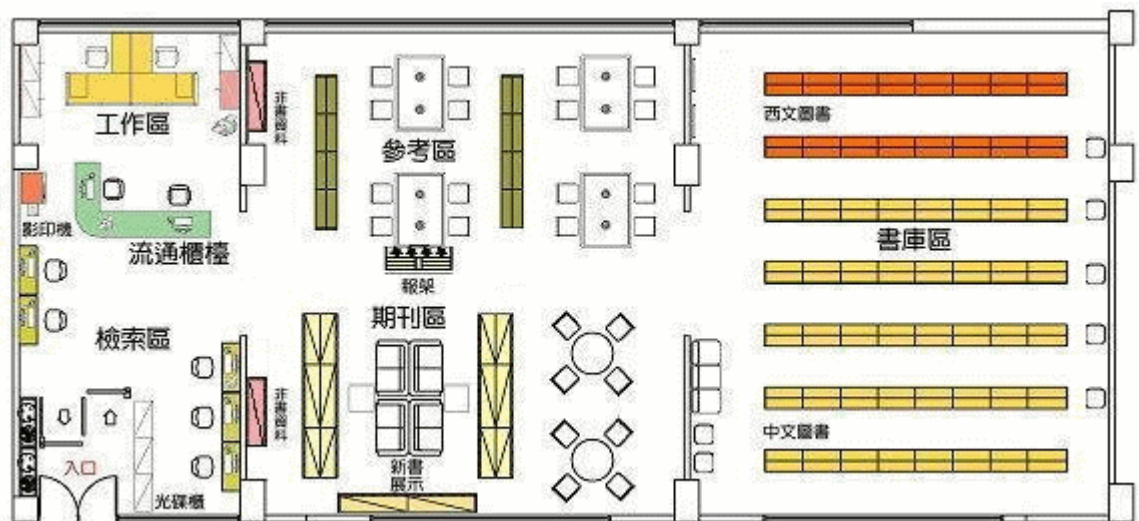 工作區
非書資料
參考區
西文圖書
影印機
流通櫃檯
書庫區
報架
期刊區
檢索區
非書資料
中文圖書
入口
新書
展示
光碟櫃